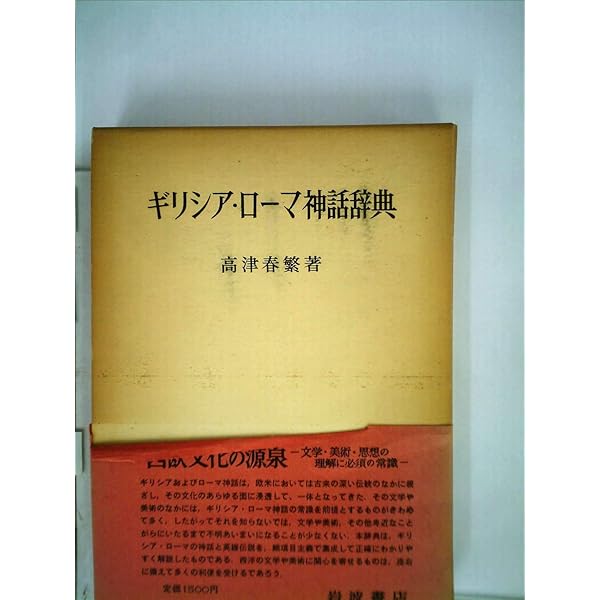 ギリシア・ローマ神話辞典
高津春繁著
西欧文化の源泉
―文学・美術・思想の
理解に必須の常識―
ギリシアおよびローマ神話は，欧米においては古来の深い伝統のなかに根
ざし，その文化のあらゆる面に浸透して，一体となってきた．その文学や
美術のなかには，ギリシア・ローマ神話の常識を前提とするものがきわめ
て多く，したがってそれを知らないでは，文学や美術，その他卑近なこと
がらにいたるまで不明あいまいになることが少なくない．本辞典は，ギリ
シア・ローマの神話と英雄伝説を，細項目主義で集成して正確にわかりや
すく解説したものである．西洋の文学や美術に関心を寄せるものは，座右
に備えて多くの利便を受けるであろう．
定価1500円
岩波書店